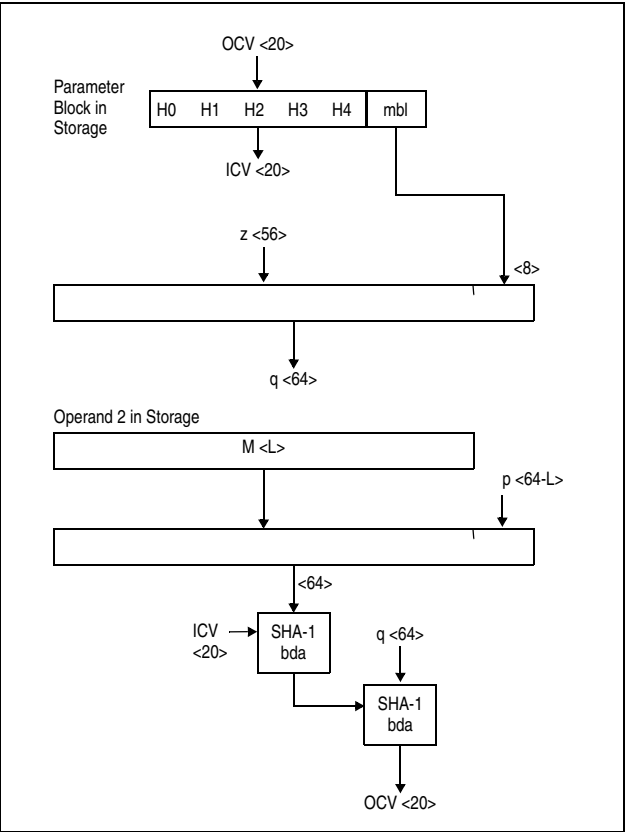 OCV <20>
Parameter
Block in
Storage
H0 H1 H2 H3 H4 mbl
ICV <20>
z <56>
<8>
q <64>
Operand 2 in Storage
M <L>
p <64-L>
<64>
ICV
<20>
SHA-1
bda
q <64>
SHA-1
bda
OCV <20>